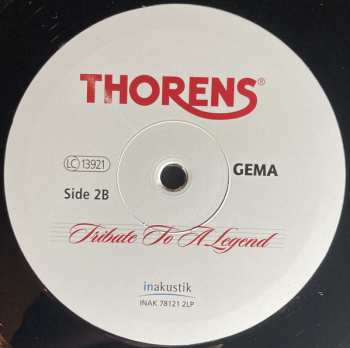 THORENS®
LC 13921
GEMA
Side 2B
Tribute To A Legend
inakustik
INAK 78121 2LP